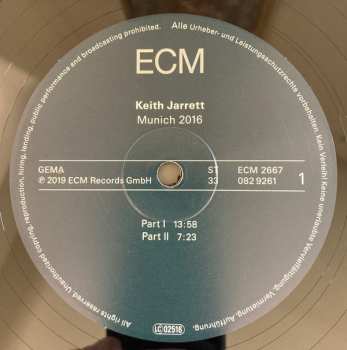 ECM
Keith Jarrett
Munich 2016
GEMA
℗ 2019 ECM Records GmbH
ST
33
ECM 2667
082 9261
1
Part I 13:58
Part II 7:23
LC 02516
Alle Urheber- und Leistungsschutzrechte vorbehalten. Kein Verleih! Keine unerlaubte Vervielfältigung, Vermietung, Aufführung,
All rights reserved. Unauthorized copying, reproduction, hiring, lending, public performance and broadcasting prohibited.